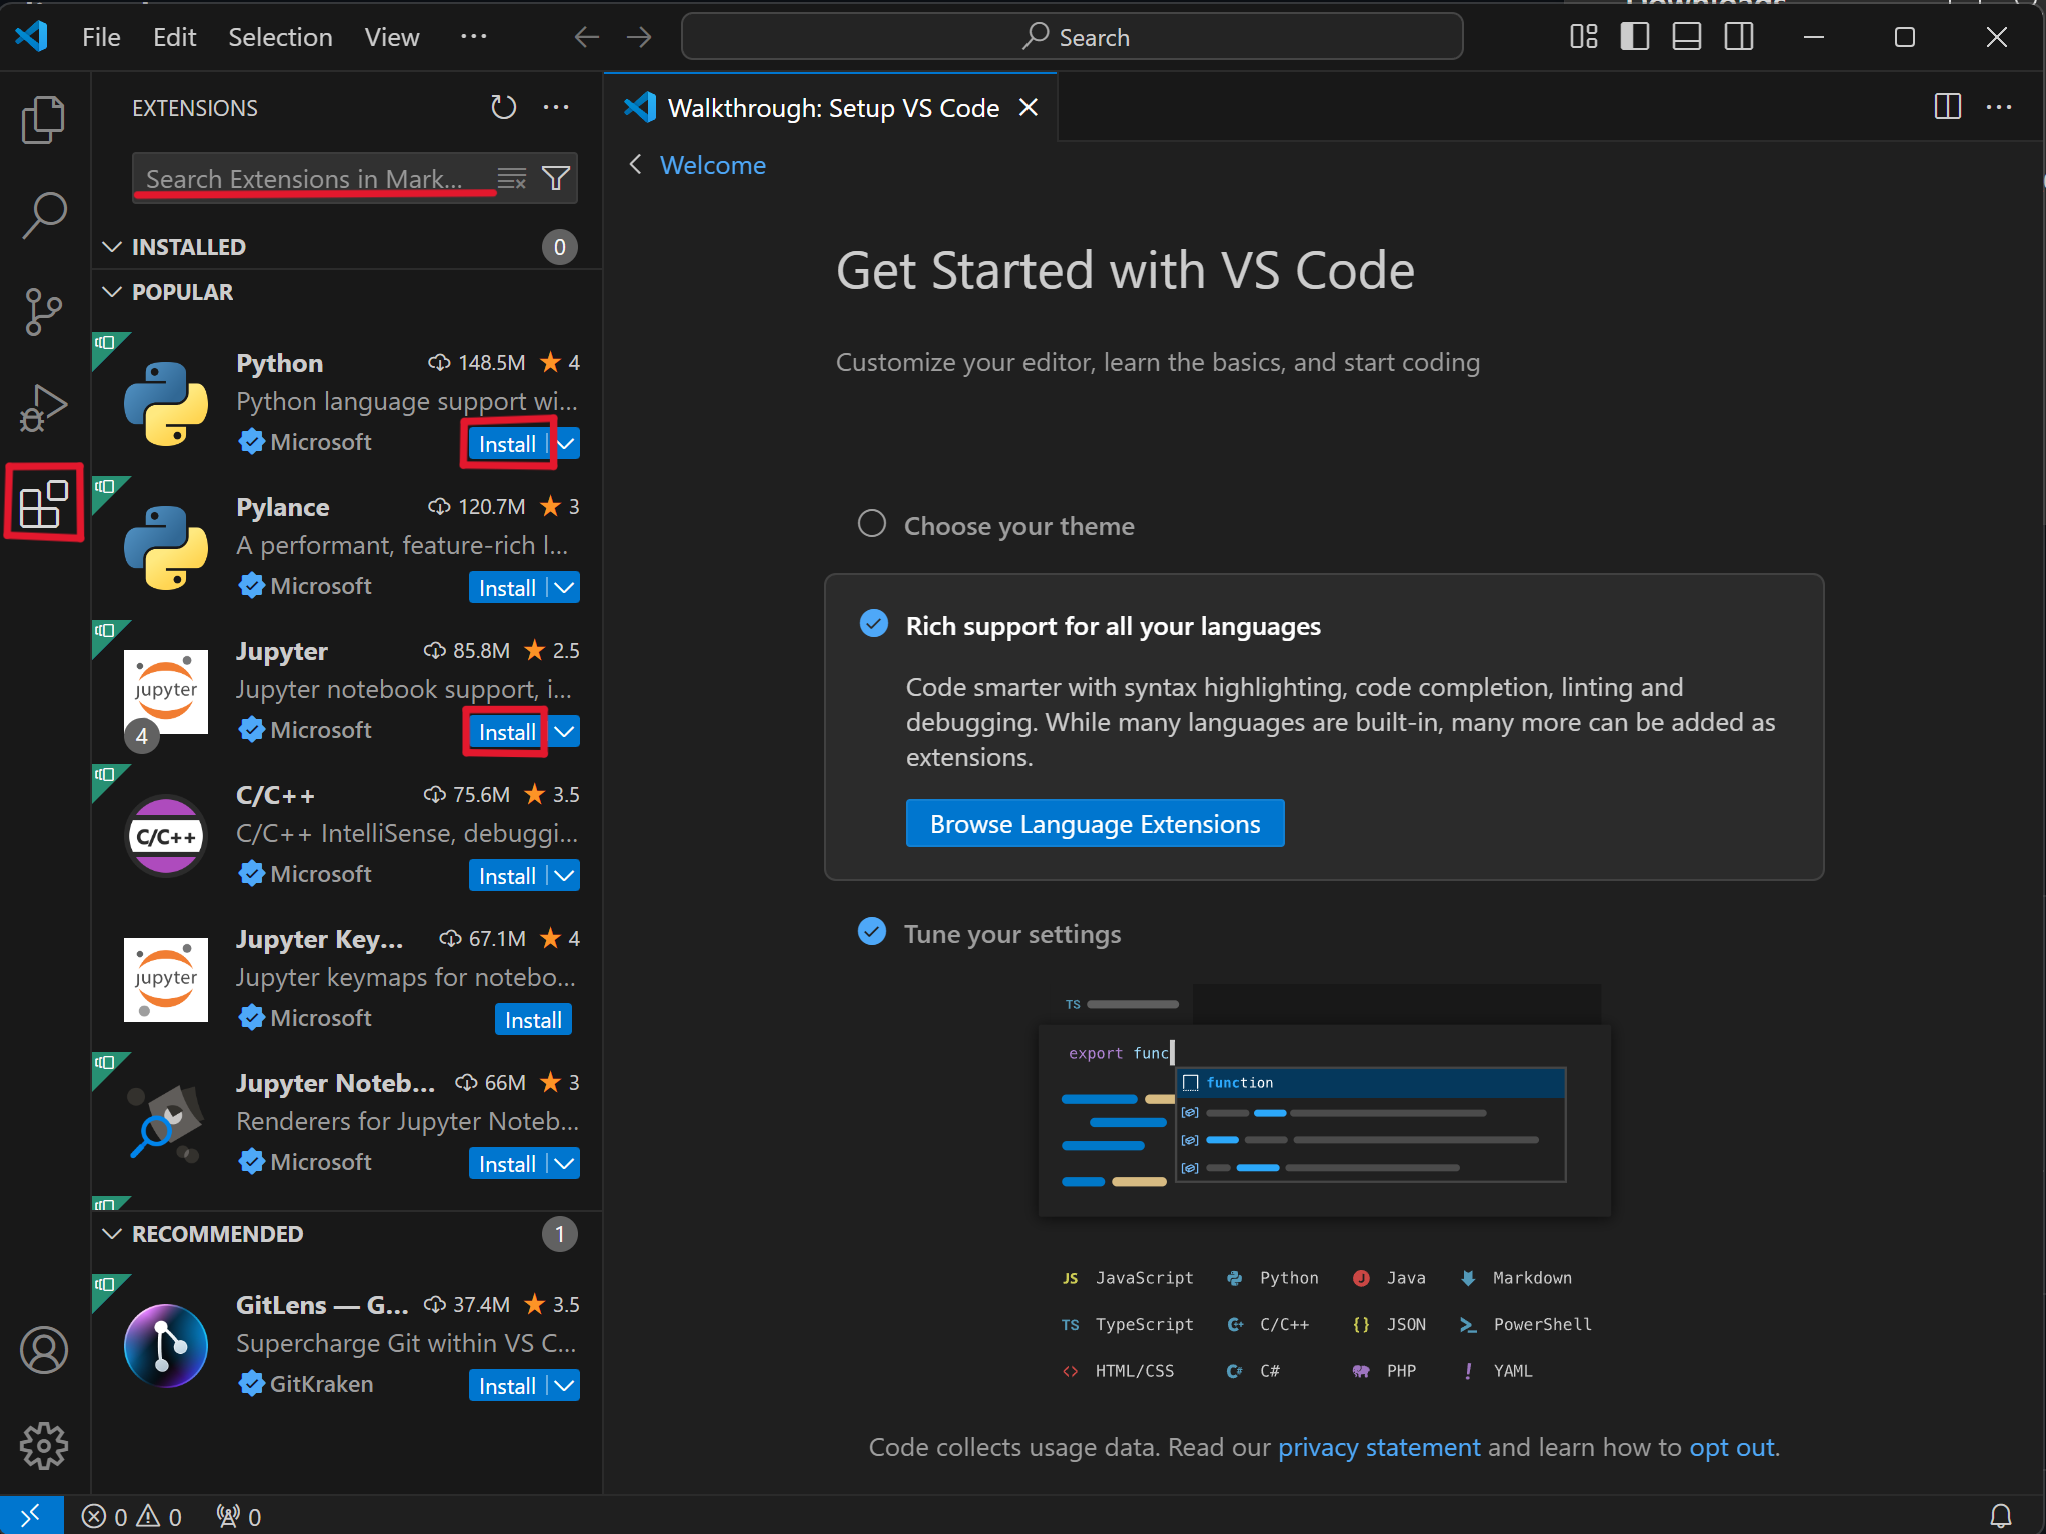 File Edit Selection View ··· Search
EXTENSIONS
Walkthrough: Setup VS Code
Search Extensions in Mark...
Welcome
INSTALLED 0
POPULAR
Python 148.5M 4
Python language support wi...
Microsoft Install
Pylance 120.7M 3
A performant, feature-rich l...
Microsoft Install
Jupyter 85.8M 2.5
Jupyter notebook support, i...
Microsoft Install
jupyter
4
C/C++ 75.6M 3.5
C/C++ IntelliSense, debuggi...
Microsoft Install
C/C++
Jupyter Key... 67.1M 4
Jupyter keymaps for notebo...
Microsoft Install
jupyter
Jupyter Noteb... 66M 3
Renderers for Jupyter Noteb...
Microsoft Install
RECOMMENDED 1
GitLens — G... 37.4M 3.5
Supercharge Git within VS C...
GitKraken Install
Get Started with VS Code
Customize your editor, learn the basics, and start coding
Choose your theme
Rich support for all your languages
Code smarter with syntax highlighting, code completion, linting and
debugging. While many languages are built-in, many more can be added as
extensions.
Browse Language Extensions
Tune your settings
TS
export func
function
JS JavaScript Python J Java Markdown
TS TypeScript C/C++ {} JSON PowerShell
<> HTML/CSS C# PHP ! YAML
Code collects usage data. Read our privacy statement and learn how to opt out.
0 0 0